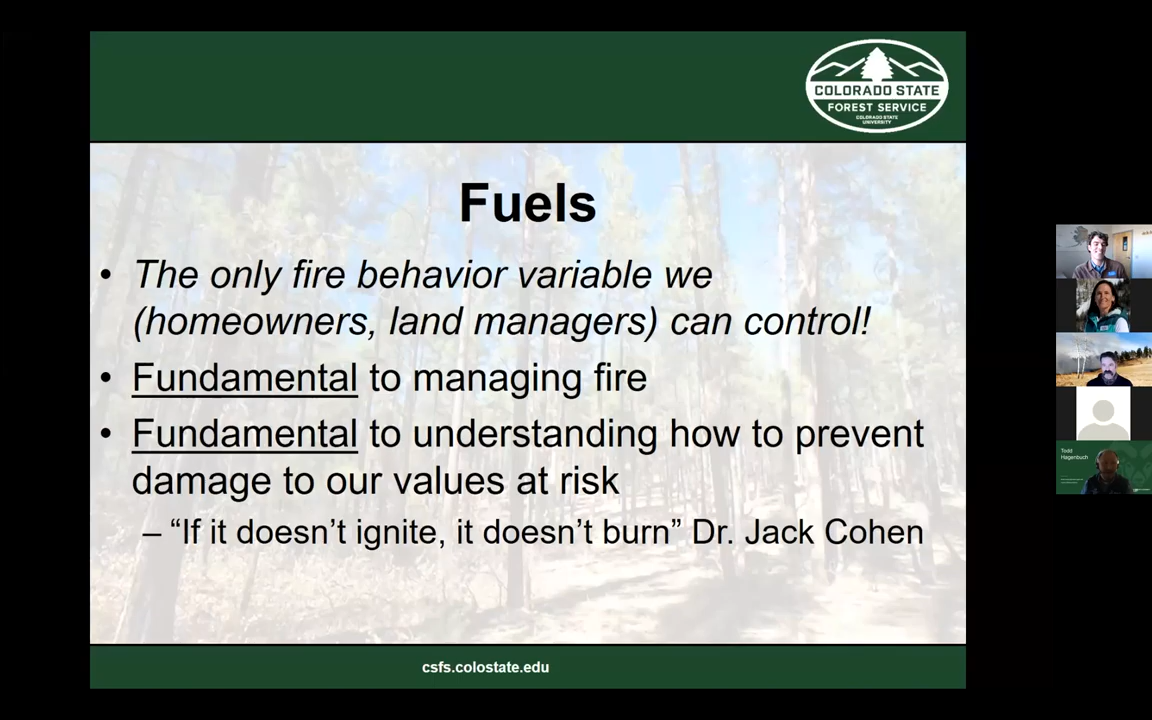 COLORADO STATE
FOREST SERVICE
COLORADO STATE
UNIVERSITY
Fuels
• The only fire behavior variable we
(homeowners, land managers) can control!
• Fundamental to managing fire
• Fundamental to understanding how to prevent
damage to our values at risk
– “If it doesn’t ignite, it doesn’t burn” Dr. Jack Cohen
csfs.colostate.edu
Todd
Hagenbuch